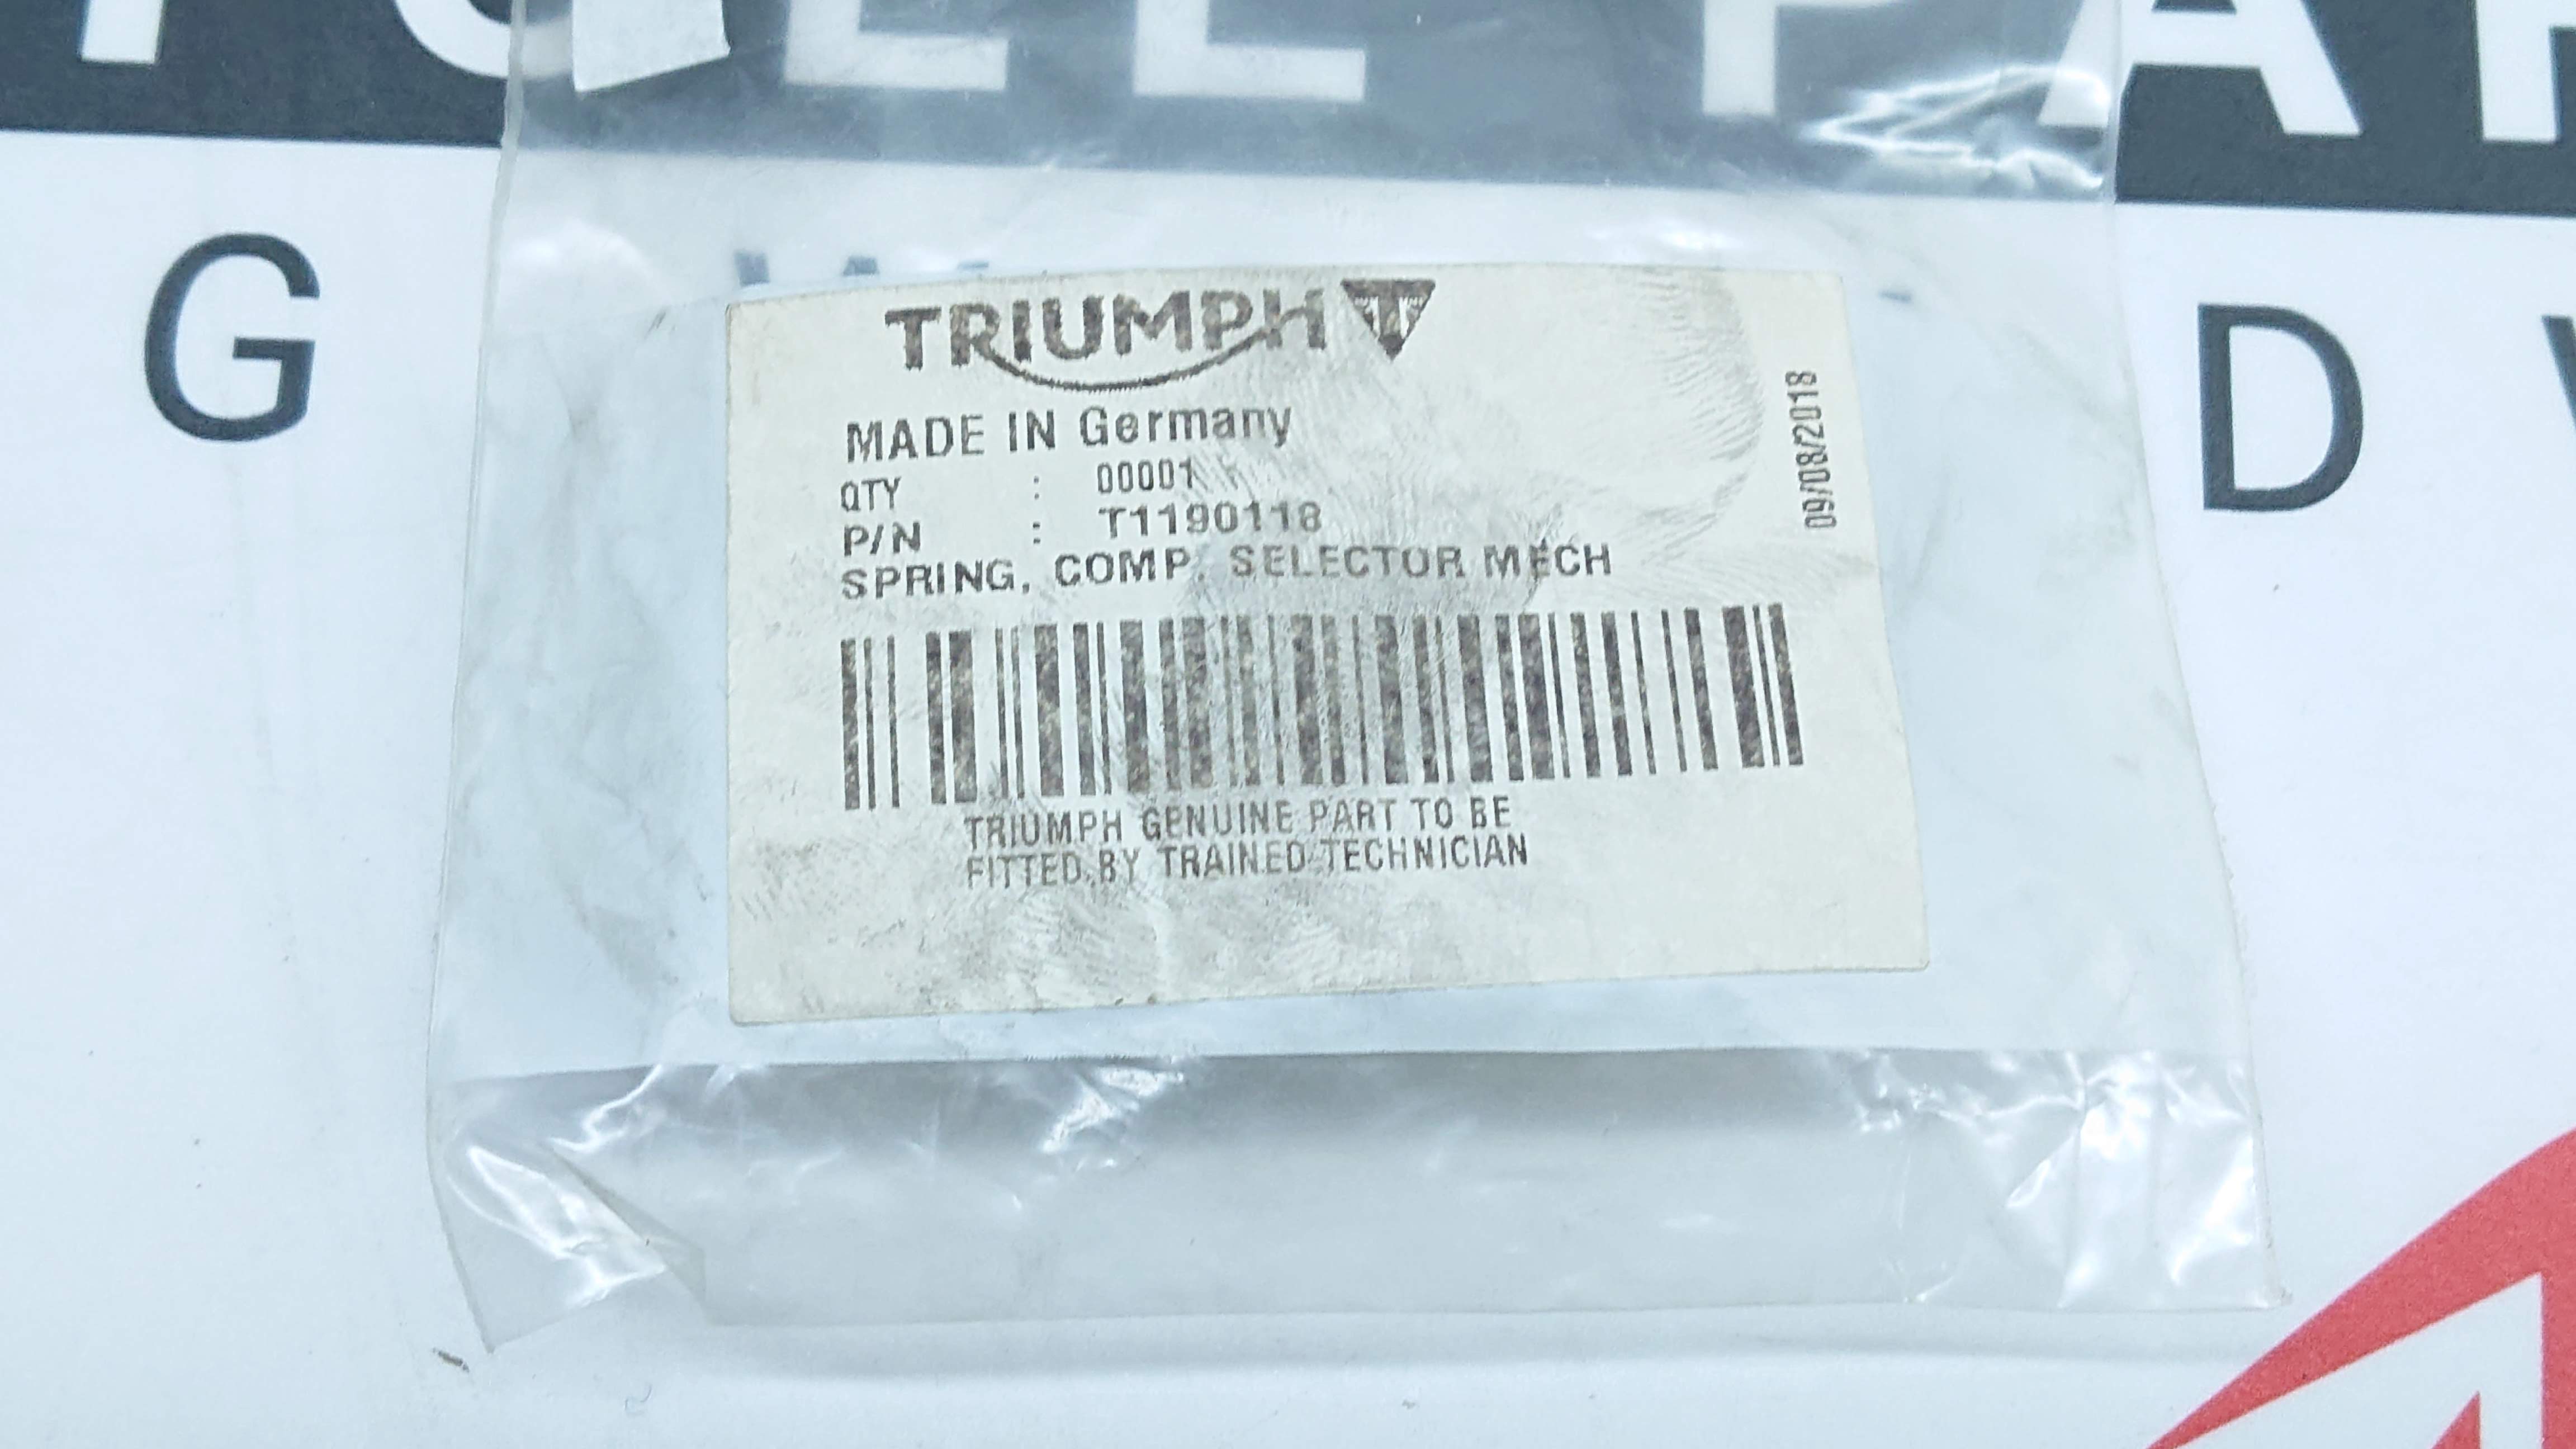 G
D
TRIUMPH
MADE IN Germany
QTY : 00001
P/N : T1190118
SPRING, COMP. SELECTOR MECH
09/08/2018
TRIUMPH GENUINE PART TO BE
FITTED BY TRAINED TECHNICIAN